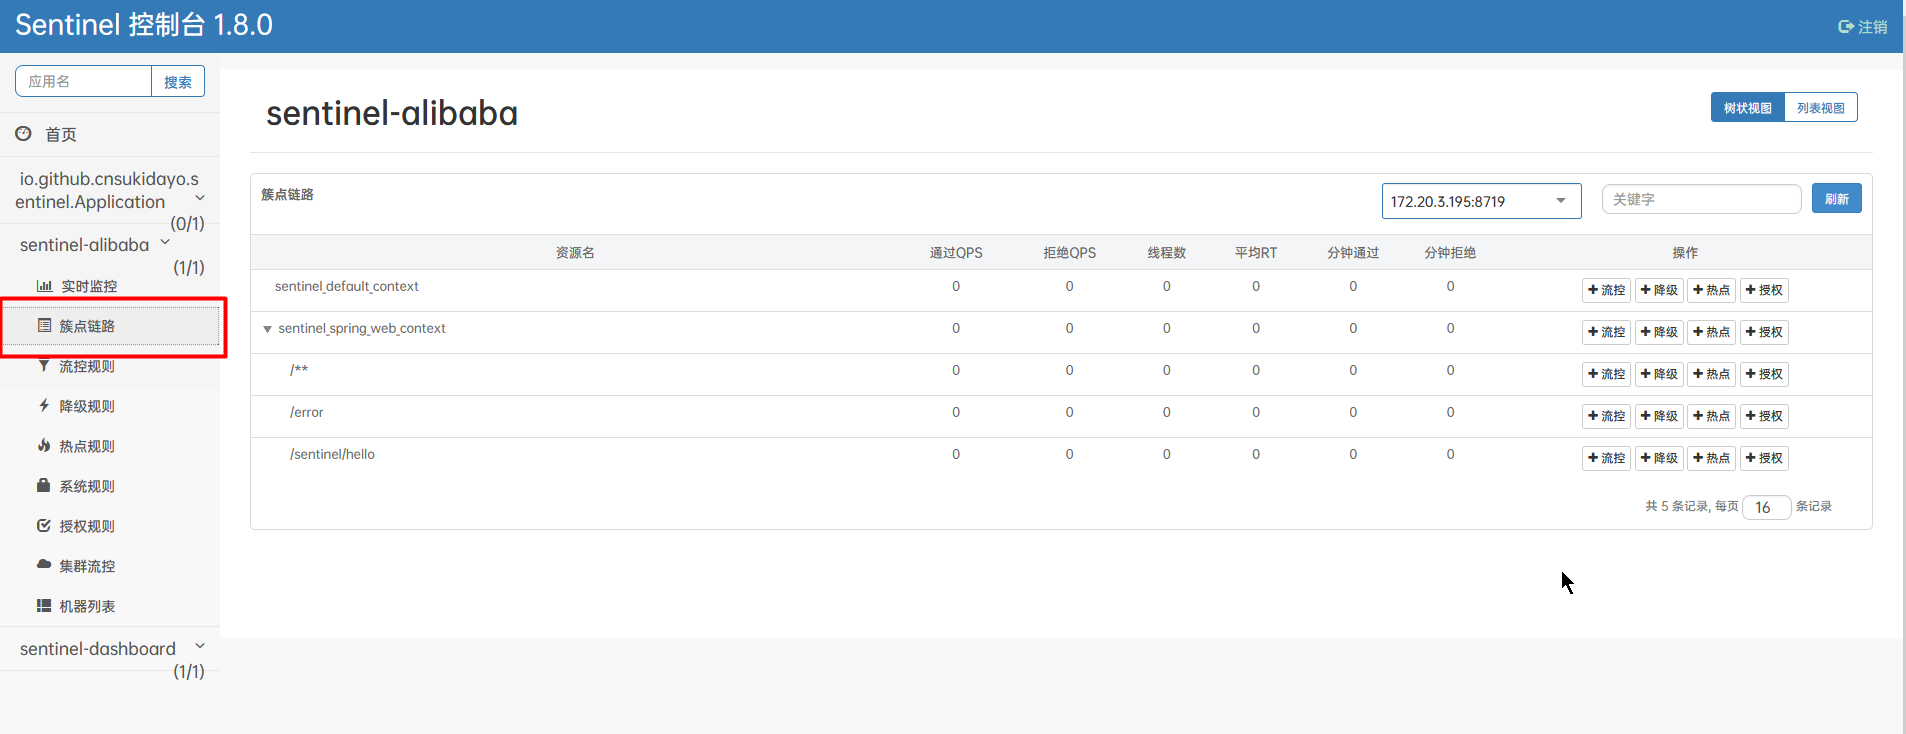 Sentinel 控制台 1.8.0
注销
应用名
搜索
首页
io.github.cnsukidayo.s
entinel.Application
(0/1)
sentinel-alibaba
(1/1)
实时监控
簇点链路
流控规则
降级规则
热点规则
系统规则
授权规则
集群流控
机器列表
sentinel-dashboard
(1/1)
sentinel-alibaba
树状视图 列表视图
簇点链路
172.20.3.195:8719 关键字 刷新
资源名 通过QPS 拒绝QPS 线程数 平均RT 分钟通过 分钟拒绝 操作
sentinel_default_context 0 0 0 0 0 0 流控 降级 热点 授权
sentinel_spring_web_context 0 0 0 0 0 0 流控 降级 热点 授权
/** 0 0 0 0 0 0 流控 降级 热点 授权
/error 0 0 0 0 0 0 流控 降级 热点 授权
/sentinel/hello 0 0 0 0 0 0 流控 降级 热点 授权
共 5 条记录, 每页 16 条记录